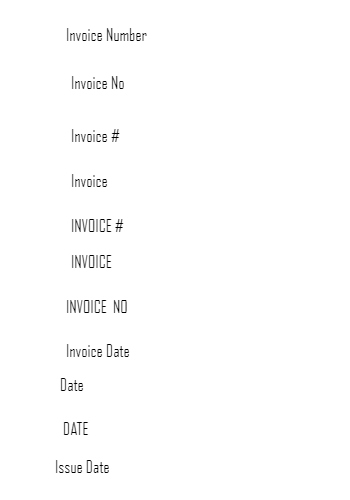 Invoice Number
Invoice No
Invoice #
Invoice
INVOICE #
INVOICE
INVOICE NO
Invoice Date
Date
DATE
Issue Date